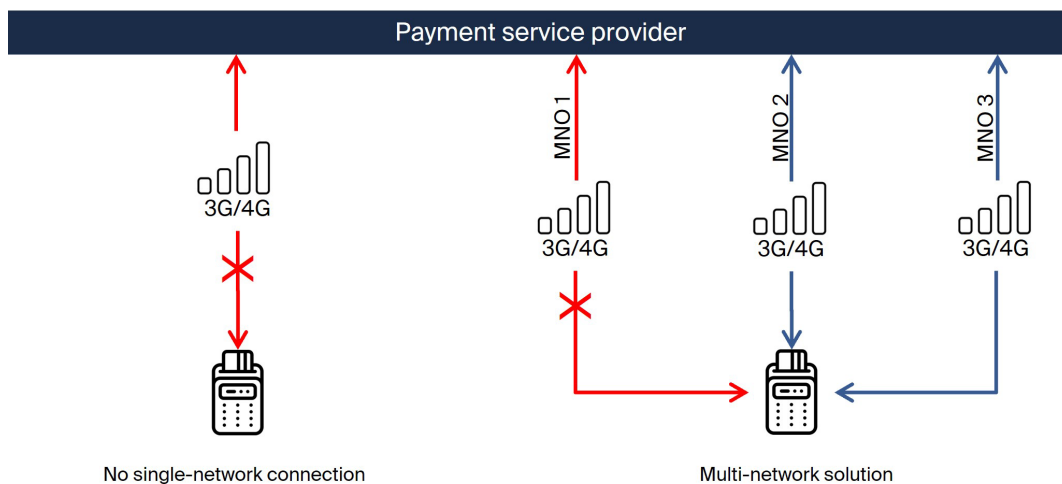 Payment service provider
MNO 1
MNO 2
MNO 3
3G/4G
3G/4G
3G/4G
3G/4G
No single-network connection
Multi-network solution